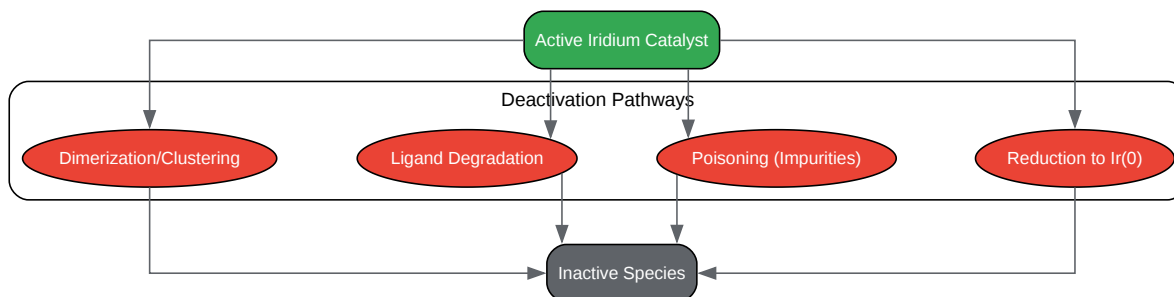 Active Iridium Catalyst
Deactivation Pathways
Dimerization/Clustering
Ligand Degradation
Poisoning (Impurities)
Reduction to Ir(0)
Inactive Species